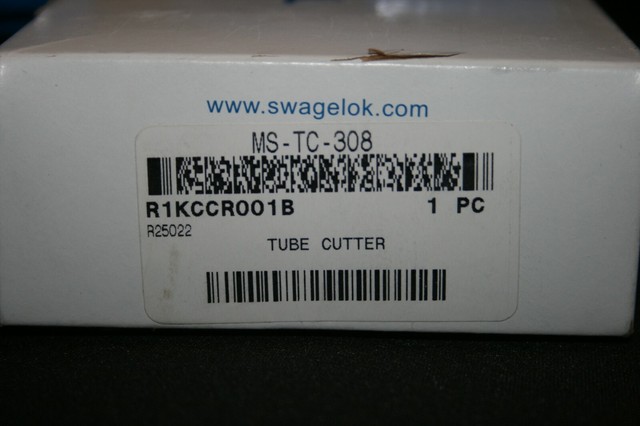 www.swagelok.com
MS-TC-308
R1KCCR001B 1 PC
R25022
TUBE CUTTER